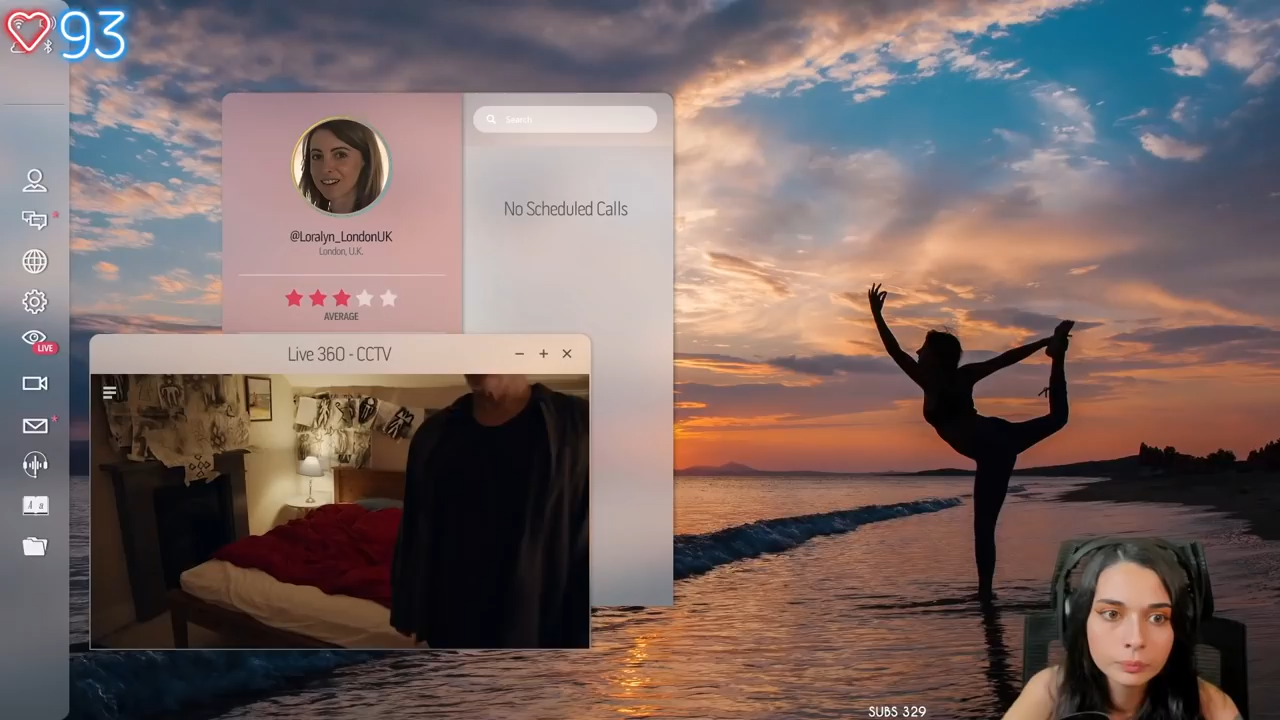 93
Search
@Loralyn_LondonUK
London, U.K.
No Scheduled Calls
AVERAGE
LIVE
Live 360 - CCTV
A a
SUBS 329